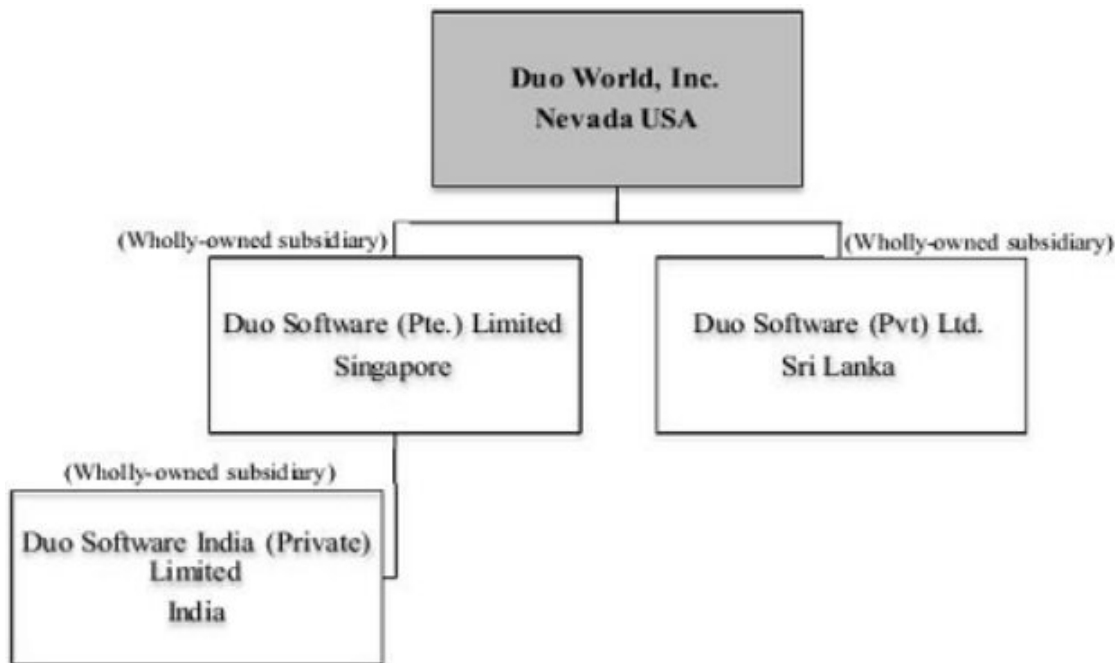 Duo World, Inc.
Nevada USA
(Wholly-owned subsidiary)
(Wholly-owned subsidiary)
Duo Software (Pte.) Limited
Singapore
Duo Software (Pvt) Ltd.
Sri Lanka
(Wholly-owned subsidiary)
Duo Software India (Private)
Limited
India